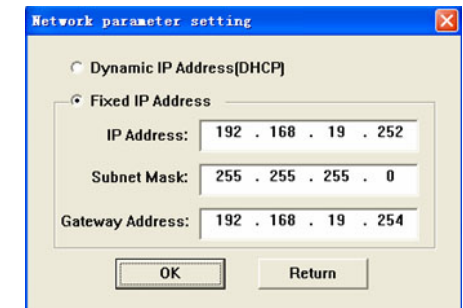 Network parameter setting
Dynamic IP Address(DHCP)
Fixed IP Address
IP Address: 192 . 168 . 19 . 252
Subnet Mask: 255 . 255 . 255 . 0
Gateway Address: 192 . 168 . 19 . 254
OK Return